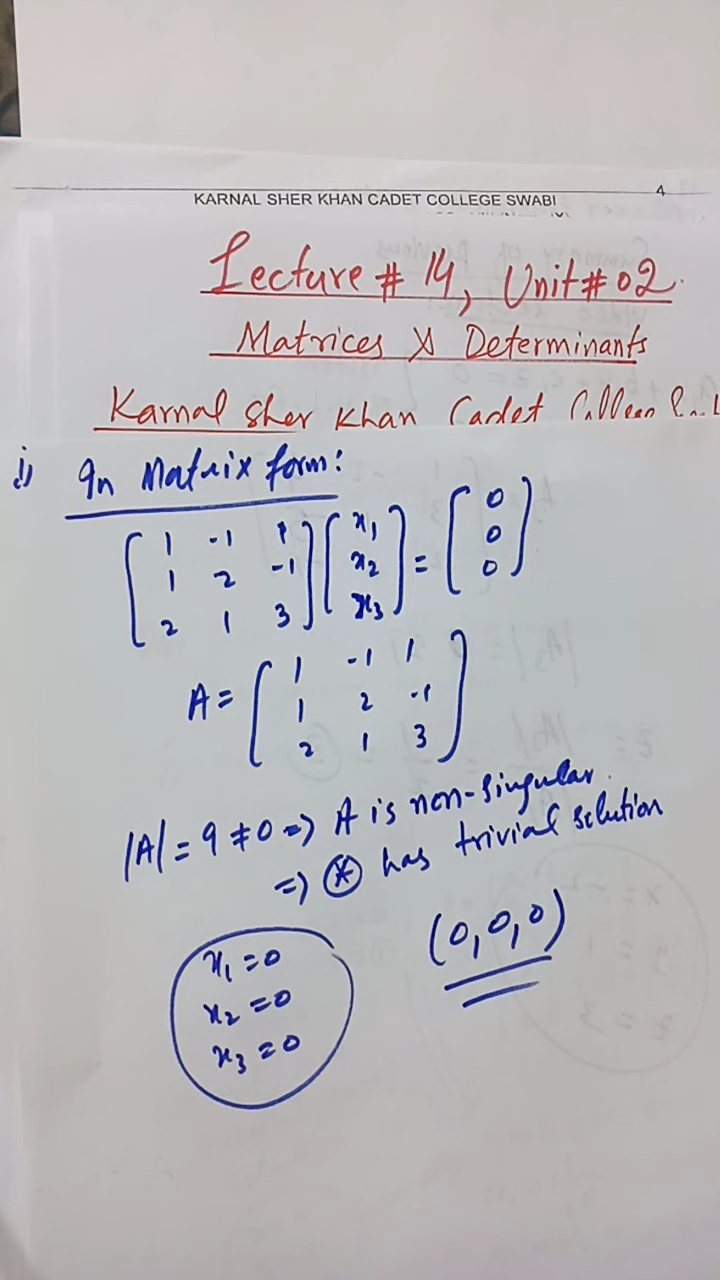 4
KARNAL SHER KHAN CADET COLLEGE SWABI
Lecture # 14, Unit # 02.
Matrices & Determinants
Karnal Sher Khan Cadet
i) In Matrix form:
[1 -1 1; 1 2 -1; 2 1 3] [x₁; x₂; x₃] = [0; 0; 0]
A = [1 -1 1; 1 2 -1; 2 1 3]
|A| = 9 ≠ 0 => A is non-singular.
=> ⊛ has trivial solution
(0,0,0)
x₁ = 0
x₂ = 0
x₃ = 0